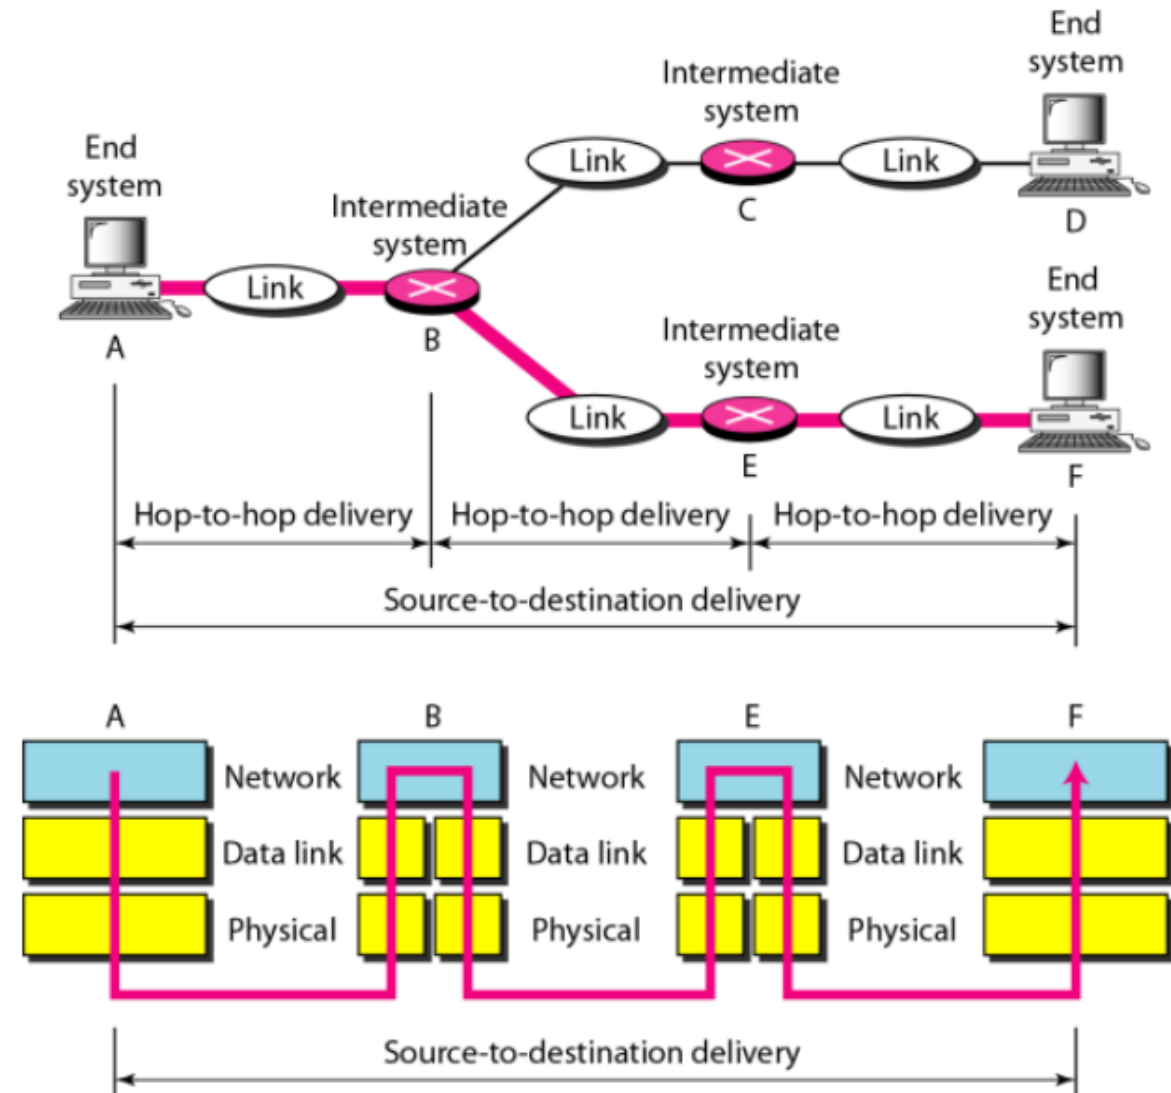 End
system
Intermediate
system
End
system
Link
Link
C
D
Intermediate
system
End
system
Link
A
B
Intermediate
system
Link
Link
E
F
Hop-to-hop delivery
Hop-to-hop delivery
Hop-to-hop delivery
Source-to-destination delivery
A
B
E
F
Network
Network
Network
Data link
Data link
Data link
Physical
Physical
Physical
Source-to-destination delivery